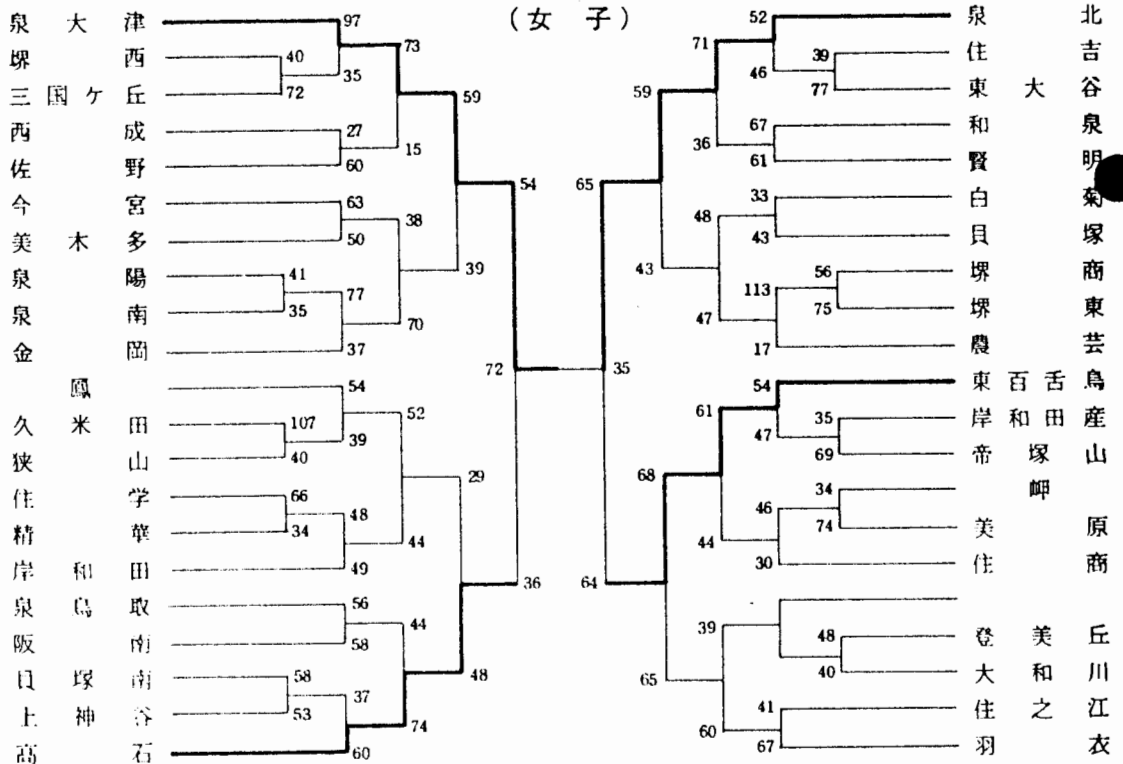 (女 子)
泉大津 97 73
堺西 40 35
三国ケ丘 72 59
西成 27 15
佐野 60 54
今宮 63 38
美木多 50
泉陽 41 77 39
泉南 35 70
金岡 37 72
鳳 54 52
久米田 107 39
狭山 40 29
住学 66 48
精華 34 44
岸和田 49 36
泉鳥取 56 44
阪南 58 48
貝塚南 58 37
上神谷 53 74
高石 60
52 泉北
71 39 住吉
59 46 77 東大谷
36 67 和泉
65 61 賢明
48 33 白菊
43 43 貝塚
113 56 堺商
47 75 堺東
17 農芸
35 54 東百舌鳥
61 35 岸和田産
68 47 69 帝塚山
46 34 岬
44 74 美原
64 30 住商
39 48 登美丘
65 40 大和川
60 41 住之江
67 羽衣